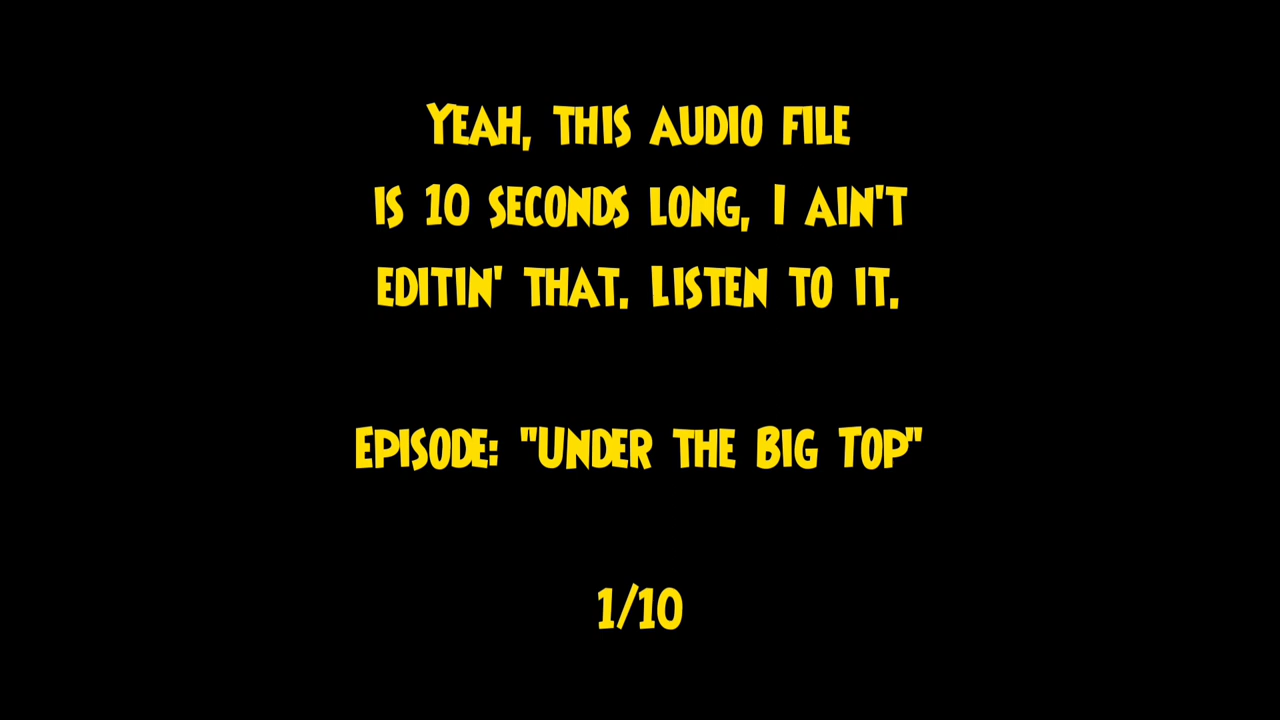 Yeah, this audio file
is 10 seconds long, I ain't
editin' that. Listen to it.
Episode: "Under the Big Top"
1/10